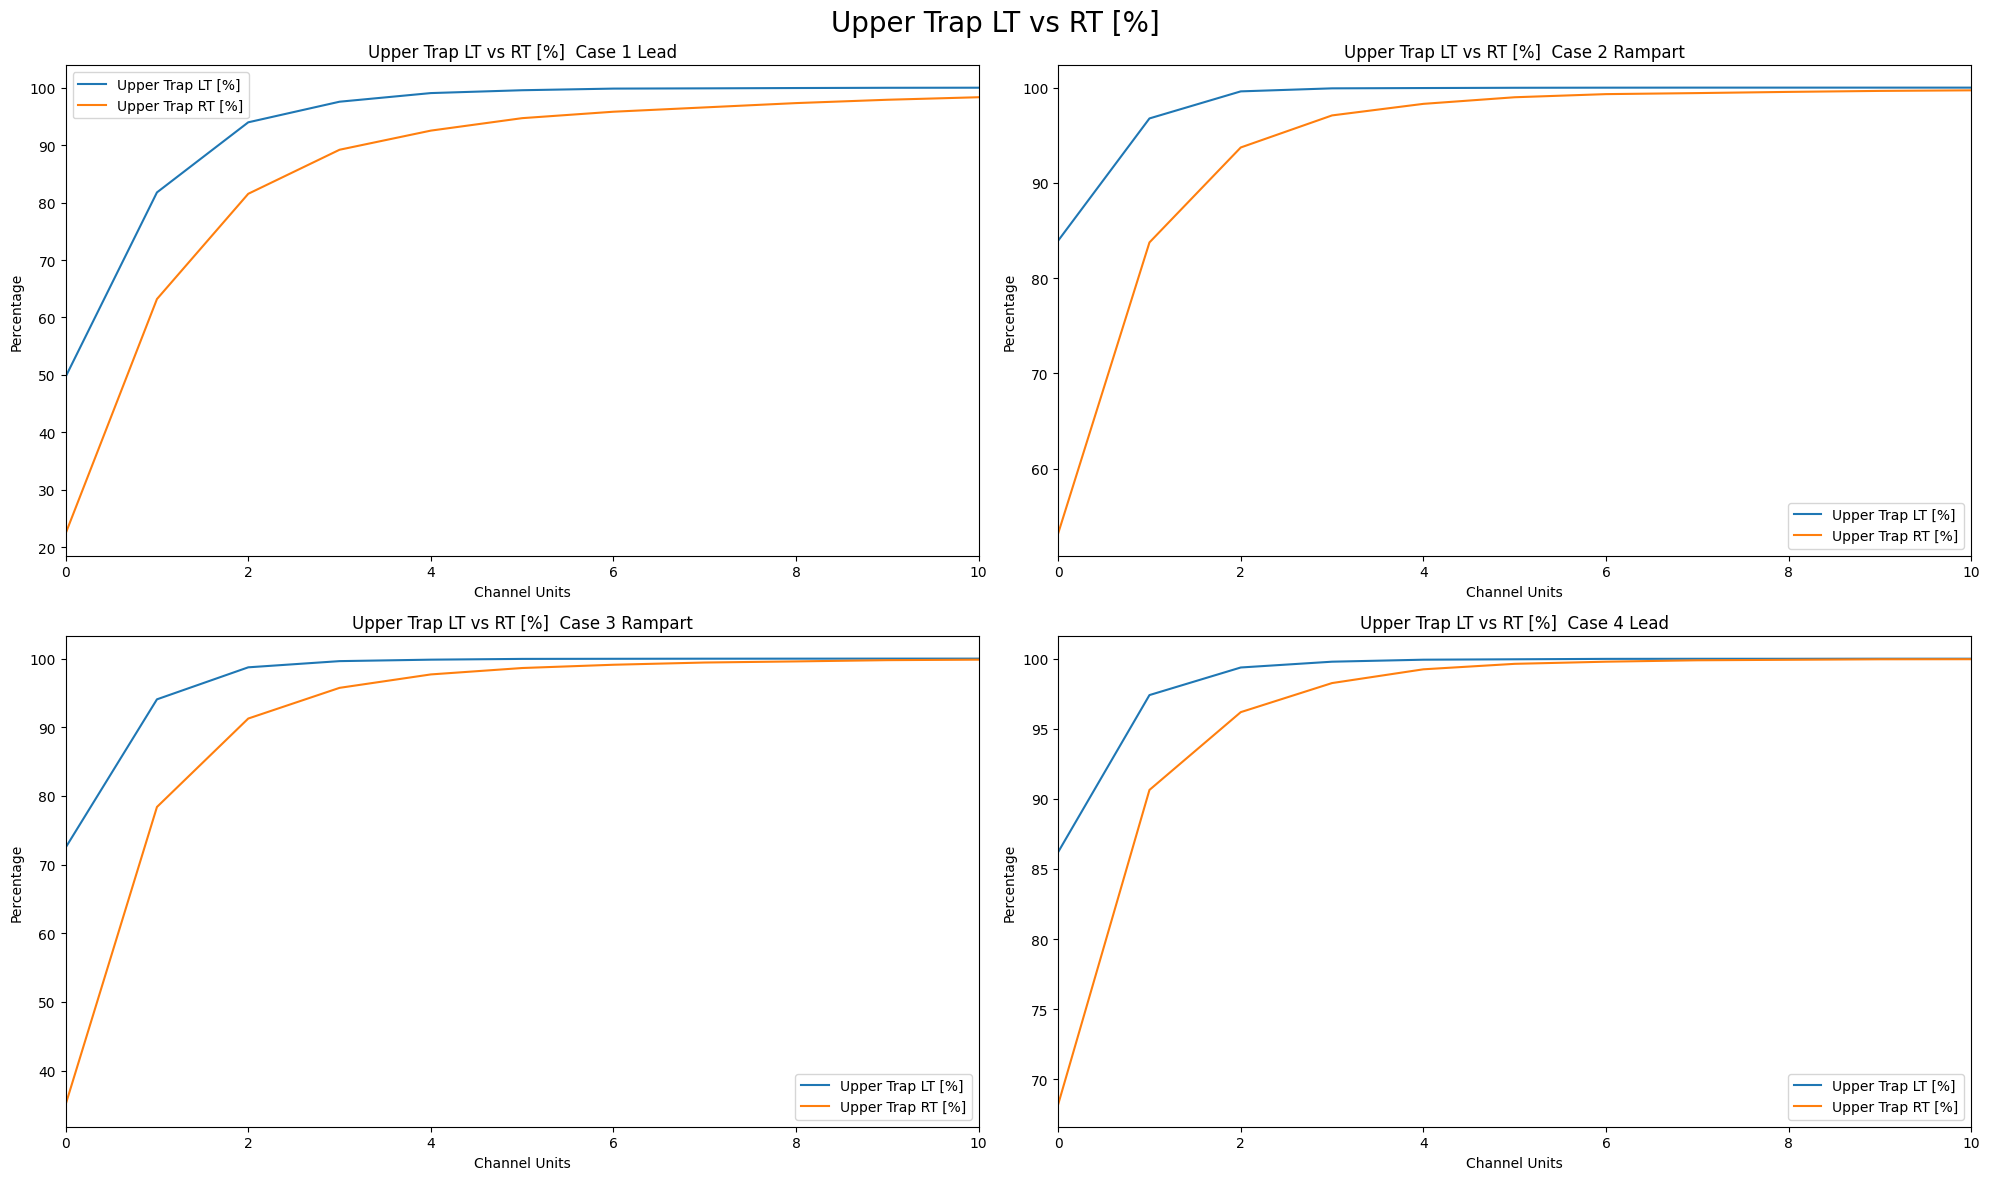 Upper Trap LT vs RT [%]
Upper Trap LT vs RT [%]  Case 1 Lead
Upper Trap LT [%]
Upper Trap RT [%]
100
90
80
70
60
50
40
30
20
Percentage
0 2 4 6 8 10
Channel Units
Upper Trap LT vs RT [%]  Case 2 Rampart
100
90
80
70
60
Percentage
Upper Trap LT [%]
Upper Trap RT [%]
0 2 4 6 8 10
Channel Units
Upper Trap LT vs RT [%]  Case 3 Rampart
100
90
80
70
60
50
40
Percentage
Upper Trap LT [%]
Upper Trap RT [%]
0 2 4 6 8 10
Channel Units
Upper Trap LT vs RT [%]  Case 4 Lead
100
95
90
85
80
75
70
Percentage
Upper Trap LT [%]
Upper Trap RT [%]
0 2 4 6 8 10
Channel Units